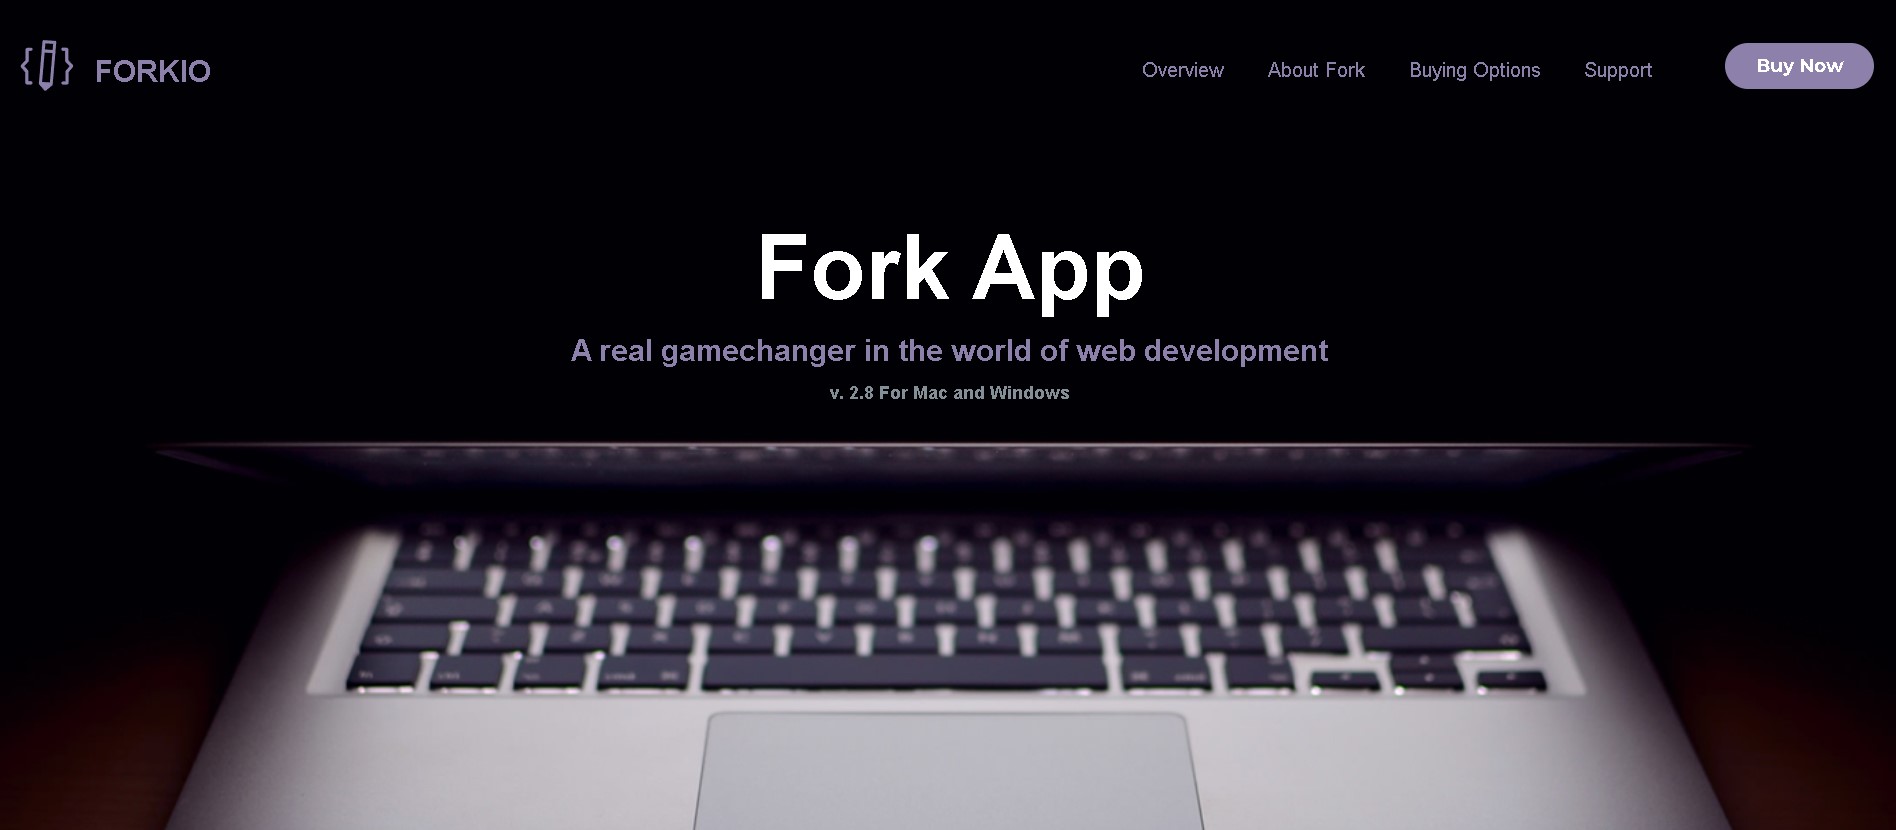 FORKIO
Overview
About Fork
Buying Options
Support
Buy Now
Fork App
A real gamechanger in the world of web development
v. 2.8 For Mac and Windows